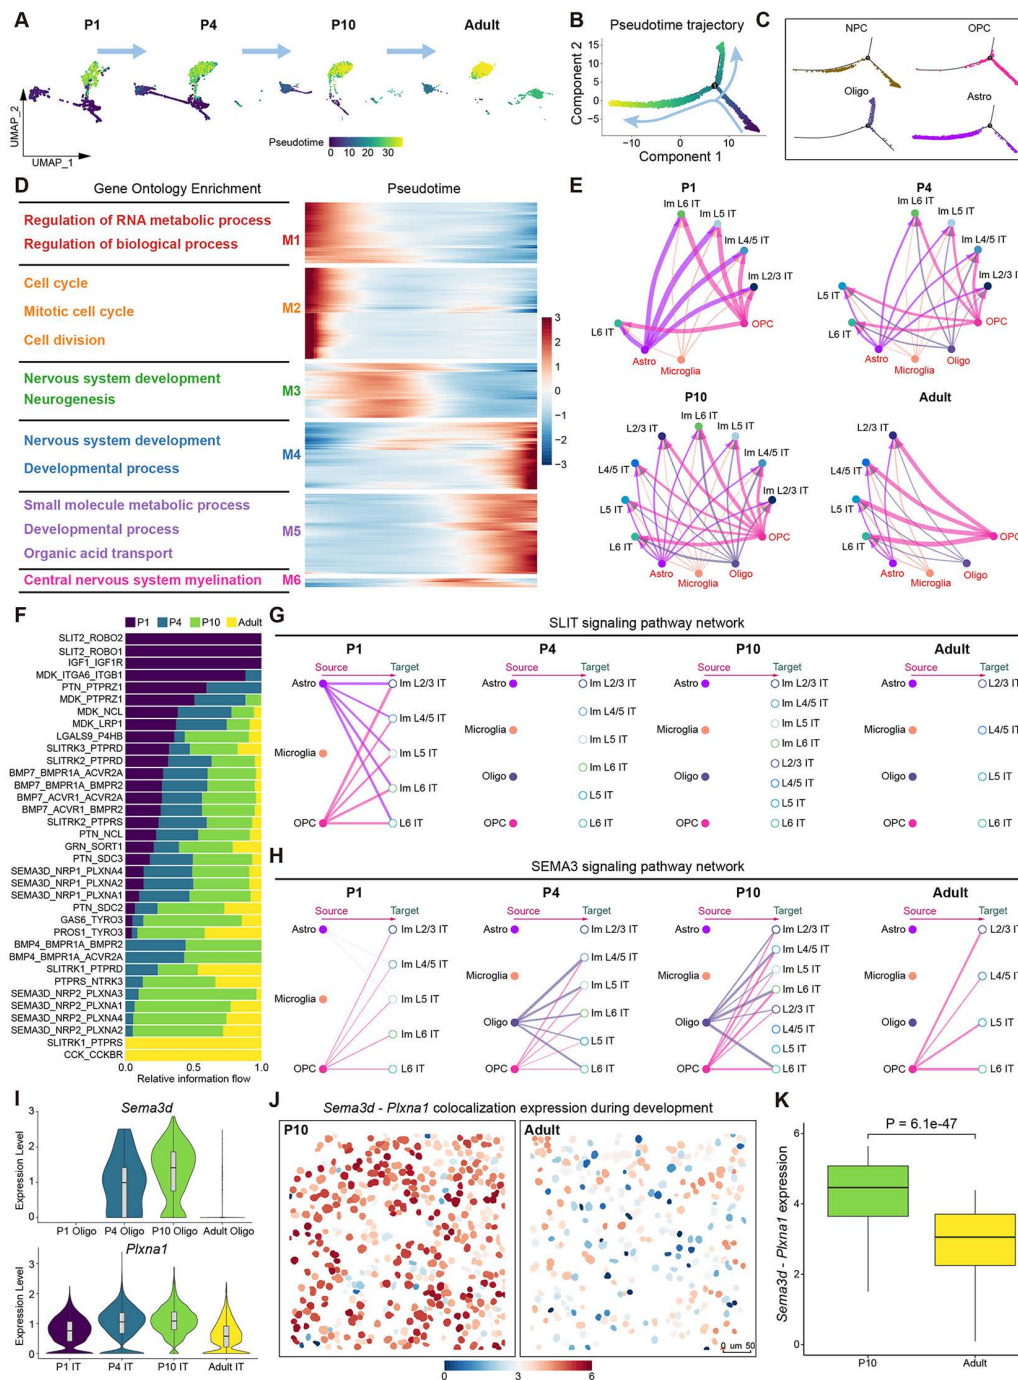 A
P1
P4
P10
Adult
UMAP_2
UMAP_1
Pseudotime
0 10 20 30
B
Pseudotime trajectory
Component 2
15
10
5
0
−5
−10
0
10
Component 1
C
NPC
OPC
Oligo
Astro
D
Gene Ontology Enrichment
Pseudotime
Regulation of RNA metabolic process
Regulation of biological process
M1
Cell cycle
Mitotic cell cycle
Cell division
M2
Nervous system development
Neurogenesis
M3
Nervous system development
Developmental process
M4
Small molecule metabolic process
Developmental process
Organic acid transport
M5
Central nervous system myelination
M6
3
2
1
0
−1
−2
−3
E
P1
Im L6 IT
Im L5 IT
Im L4/5 IT
Im L2/3 IT
OPC
L6 IT
Astro
Microglia
P4
Im L6 IT
Im L5 IT
Im L4/5 IT
Im L2/3 IT
L5 IT
OPC
L6 IT
Astro
Oligo
Microglia
P10
Im L6 IT
L2/3 IT
Im L5 IT
L4/5 IT
Im L4/5 IT
L5 IT
Im L2/3 IT
L6 IT
OPC
Astro
Oligo
Microglia
Adult
L2/3 IT
L4/5 IT
L5 IT
L6 IT
OPC
Astro
Oligo
Microglia
F
P1 P4 P10 Adult
SLIT2_ROBO2
SLIT2_ROBO1
IGF1_IGF1R
MDK_ITGA6_ITGB1
PTN_PTPRZ1
MDK_PTPRZ1
MDK_NCL
MDK_LRP1
LGALS9_P4HB
SLITRK3_PTPRD
SLITRK2_PTPRD
BMP7_BMPR1A_ACVR2A
BMP7_BMPR1A_BMPR2
BMP7_ACVR1_ACVR2A
BMP7_ACVR1_BMPR2
SLITRK2_PTPRS
PTN_NCL
GRN_SORT1
PTN_SDC3
SEMA3D_NRP1_PLXNA4
SEMA3D_NRP1_PLXNA2
SEMA3D_NRP1_PLXNA1
PTN_SDC2
GAS6_TYRO3
PROS1_TYRO3
BMP4_BMPR1A_BMPR2
BMP4_BMPR1A_ACVR2A
SLITRK1_PTPRD
PTPRS_NTRK3
SEMA3D_NRP2_PLXNA3
SEMA3D_NRP2_PLXNA1
SEMA3D_NRP2_PLXNA4
SEMA3D_NRP2_PLXNA2
SLITRK1_PTPRS
CCK_CCKBR
0.0 0.5 1.0
Relative information flow
G
SLIT signaling pathway network
P1
Source Target
Astro
Microglia
OPC
Im L2/3 IT
Im L4/5 IT
Im L5 IT
Im L6 IT
L6 IT
P4
Source Target
Astro
Microglia
Oligo
OPC
Im L2/3 IT
Im L4/5 IT
Im L5 IT
Im L6 IT
L5 IT
L6 IT
P10
Source Target
Astro
Microglia
Oligo
OPC
Im L2/3 IT
Im L4/5 IT
Im L5 IT
Im L6 IT
L2/3 IT
L4/5 IT
L5 IT
L6 IT
Adult
Source Target
Astro
Microglia
Oligo
OPC
L2/3 IT
L4/5 IT
L5 IT
L6 IT
H
SEMA3 signaling pathway network
P1
Source Target
Astro
Microglia
OPC
Im L2/3 IT
Im L4/5 IT
Im L5 IT
Im L6 IT
L6 IT
P4
Source Target
Astro
Microglia
Oligo
OPC
Im L4/5 IT
Im L5 IT
Im L6 IT
L5 IT
L6 IT
P10
Source Target
Astro
Microglia
Oligo
OPC
Im L2/3 IT
Im L4/5 IT
Im L5 IT
Im L6 IT
L2/3 IT
L4/5 IT
L5 IT
L6 IT
Adult
Source Target
Astro
Microglia
Oligo
OPC
L2/3 IT
L4/5 IT
L5 IT
L6 IT
I
Sema3d
Expression Level
3
2
1
0
P1 Oligo P4 Oligo P10 Oligo Adult Oligo
Plxna1
Expression Level
3
2
1
0
P1 IT P4 IT P10 IT Adult IT
J
Sema3d - Plxna1 colocalization expression during development
P10
Adult
0 um 50
0 3 6
K
P = 6.1e-47
Sema3d - Plxna1 expression
6
4
2
0
P10 Adult